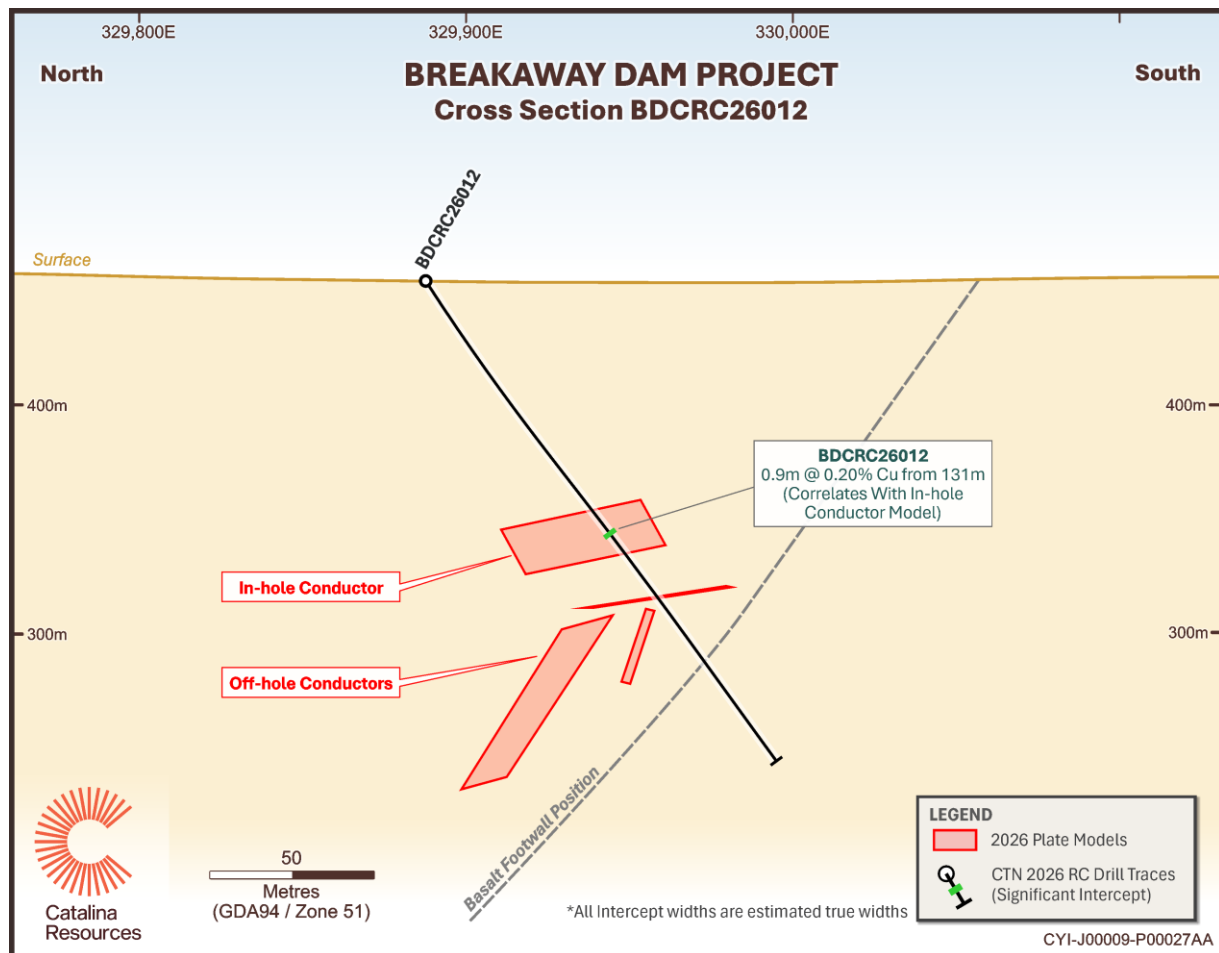 329,800E
329,900E
330,000E
North
BREAKAWAY DAM PROJECT
South
Cross Section BDCRC26012
BDCRC26012
Surface
400m
400m
BDCRC26012
0.9m @ 0.20% Cu from 131m
(Correlates With In-hole
Conductor Model)
In-hole Conductor
300m
300m
Off-hole Conductors
Basalt Footwall Position
LEGEND
2026 Plate Models
CTN 2026 RC Drill Traces
(Significant Intercept)
50
Metres
(GDA94 / Zone 51)
Catalina
Resources
*All Intercept widths are estimated true widths
CYI-J00009-P00027AA